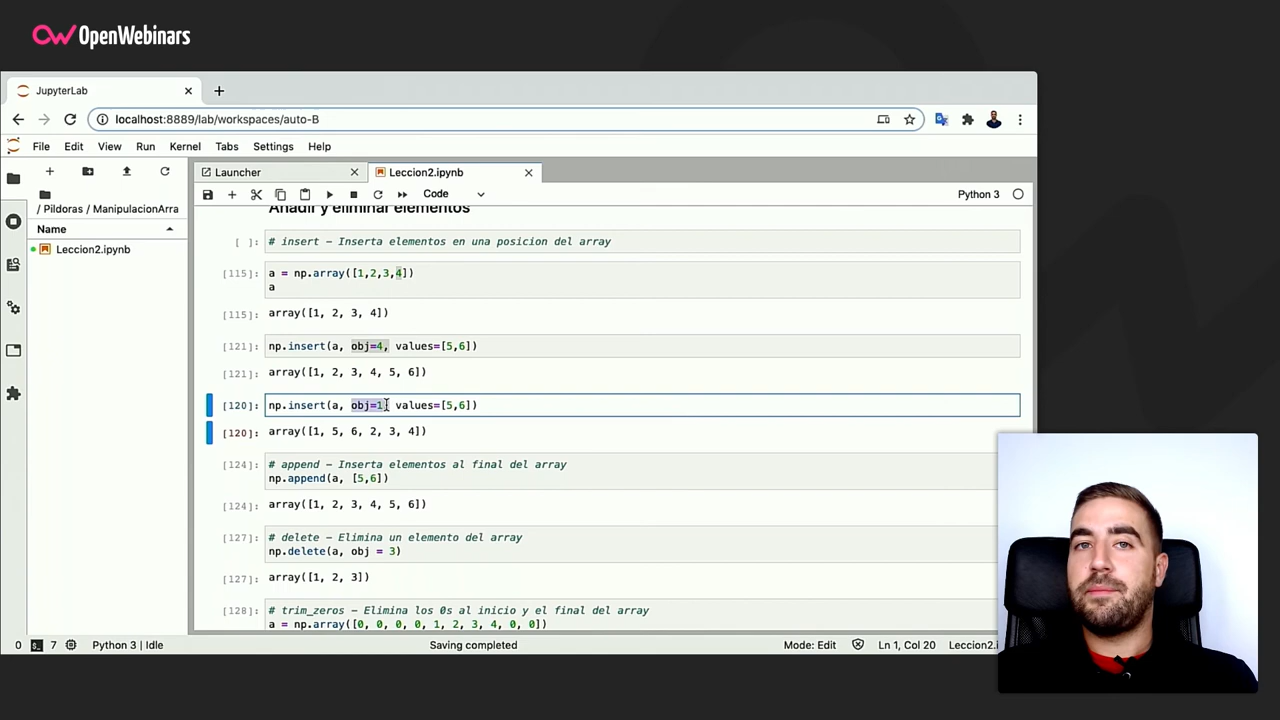 OpenWebinars
JupyterLab
localhost:8889/lab/workspaces/auto-B
File Edit View Run Kernel Tabs Settings Help
Launcher
Leccion2.ipynb
Code
Python 3
/ Pildoras / ManipulacionArra
Name
Leccion2.ipynb
Añadir y eliminar elementos
[ ]: # insert – Inserta elementos en una posicion del array
[115]: a = np.array([1,2,3,4])
a
[115]: array([1, 2, 3, 4])
[121]: np.insert(a, obj=4, values=[5,6])
[121]: array([1, 2, 3, 4, 5, 6])
[120]: np.insert(a, obj=1, values=[5,6])
[120]: array([1, 5, 6, 2, 3, 4])
[124]: # append – Inserta elementos al final del array
np.append(a, [5,6])
[124]: array([1, 2, 3, 4, 5, 6])
[127]: # delete – Elimina un elemento del array
np.delete(a, obj = 3)
[127]: array([1, 2, 3])
[128]: # trim_zeros – Elimina los 0s al inicio y el final del array
a = np.array([0, 0, 0, 0, 1, 2, 3, 4, 0, 0])
0 7 Python 3 | Idle Saving completed Mode: Edit Ln 1, Col 20 Leccion2.i